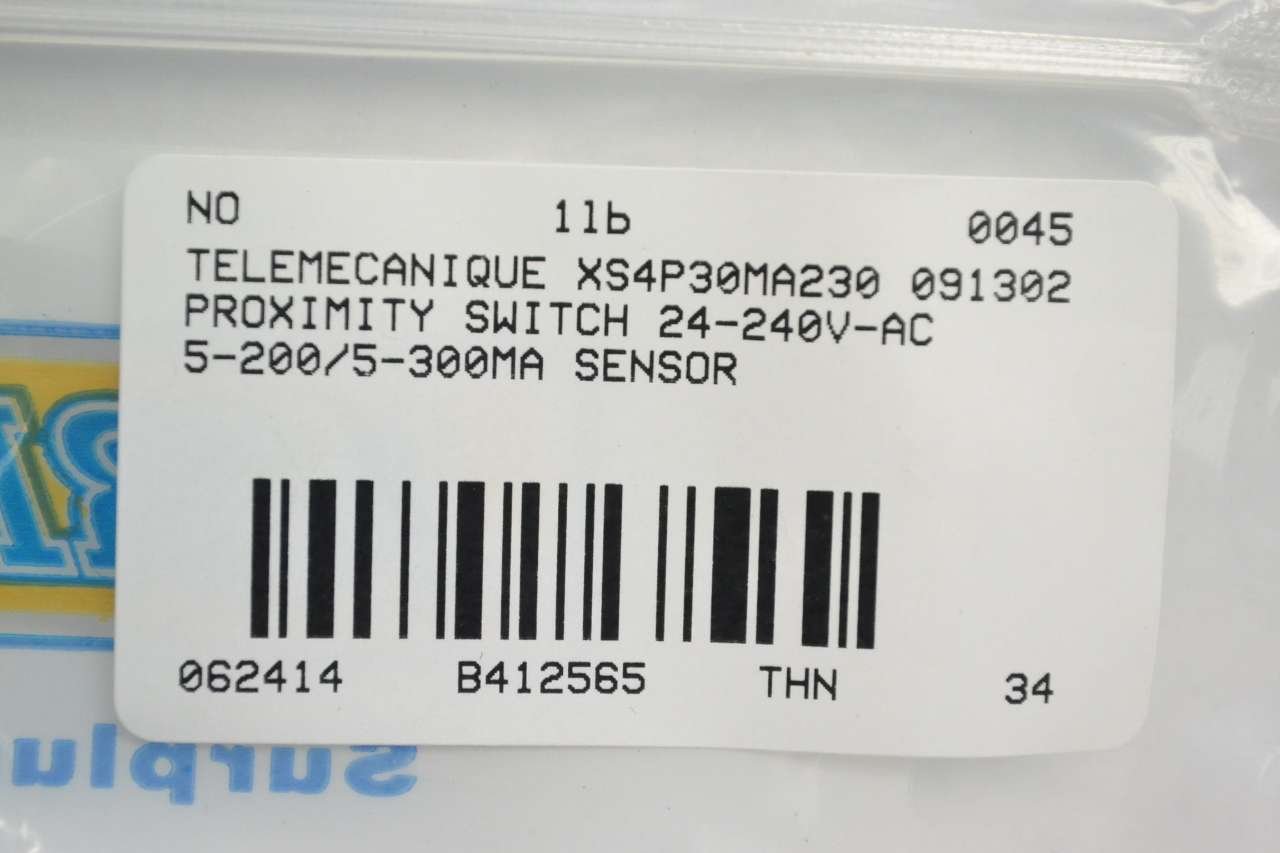 NO 1lb 0045
TELEMECANIQUE XS4P30MA230 091302
PROXIMITY SWITCH 24-240V-AC
5-200/5-300MA SENSOR
062414 B412565 THN 34
Surplu